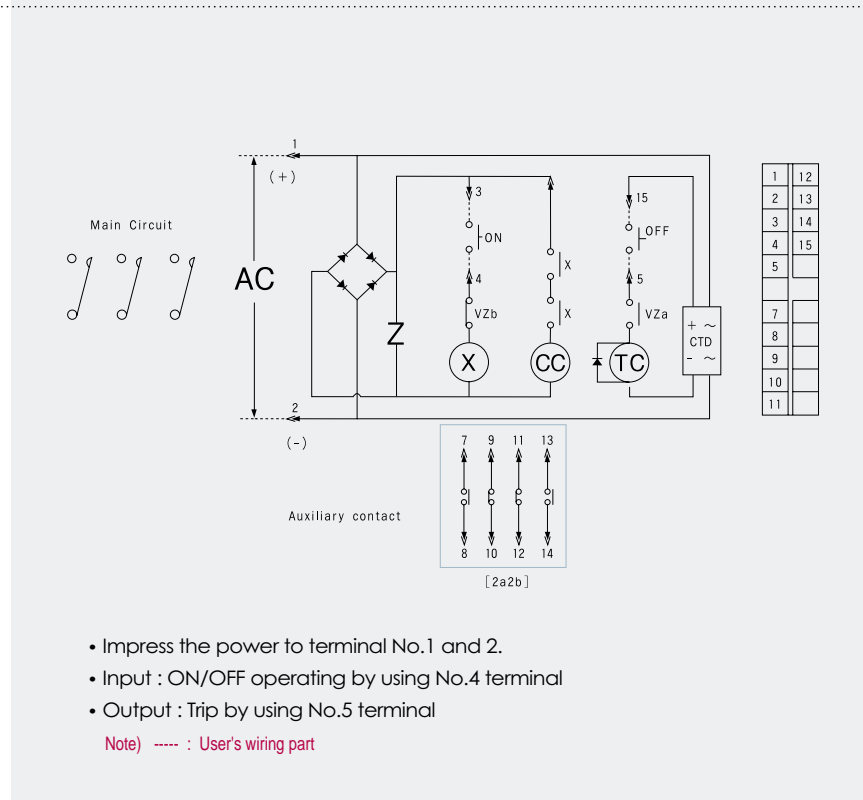 1
(+)
3
15
1 12
Main Circuit
ON
OFF
2 13
3 14
X
4 15
AC
4
5
5
VZb
X
VZa
7
Z
+ ~
8
X
CC
TC
CTD
9
- ~
10
11
2
(-)
7 9 11 13
Auxiliary contact
8 10 12 14
[2a2b]
• Impress the power to terminal No.1 and 2.
• Input : ON/OFF operating by using No.4 terminal
• Output : Trip by using No.5 terminal
Note) ----- : User's wiring part